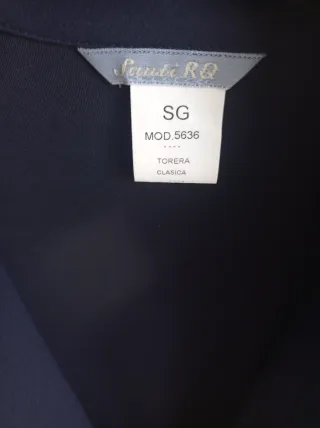 RQ
SG
MOD.5636
TORERA
CLASICA